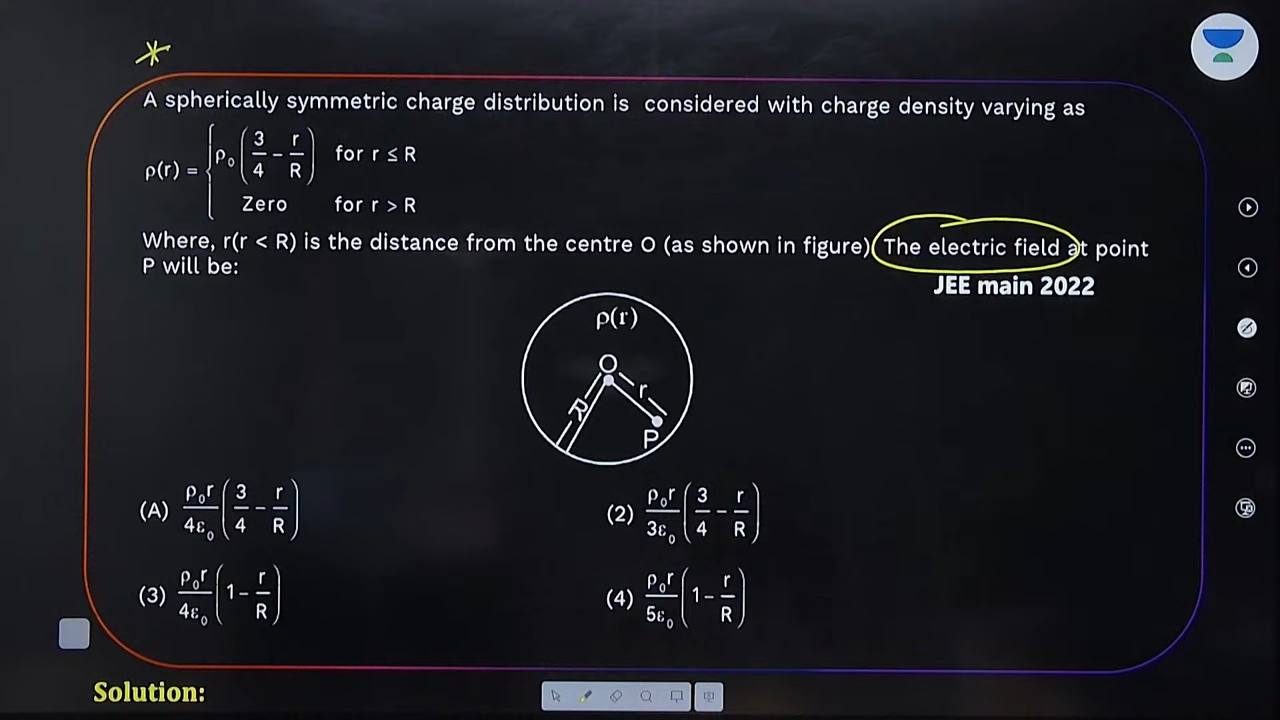 A spherically symmetric charge distribution is considered with charge density varying as
ρ(r) = { ρ₀ (3/4 − r/R) for r ≤ R
Zero for r > R
Where, r(r < R) is the distance from the centre O (as shown in figure) The electric field at point
P will be:
JEE main 2022
ρ(r)
O
r
R
P
(A) ρ₀r/4ε₀ (3/4 − r/R) (2) ρ₀r/3ε₀ (3/4 − r/R)
(3) ρ₀r/4ε₀ (1 − r/R) (4) ρ₀r/5ε₀ (1 − r/R)
Solution: